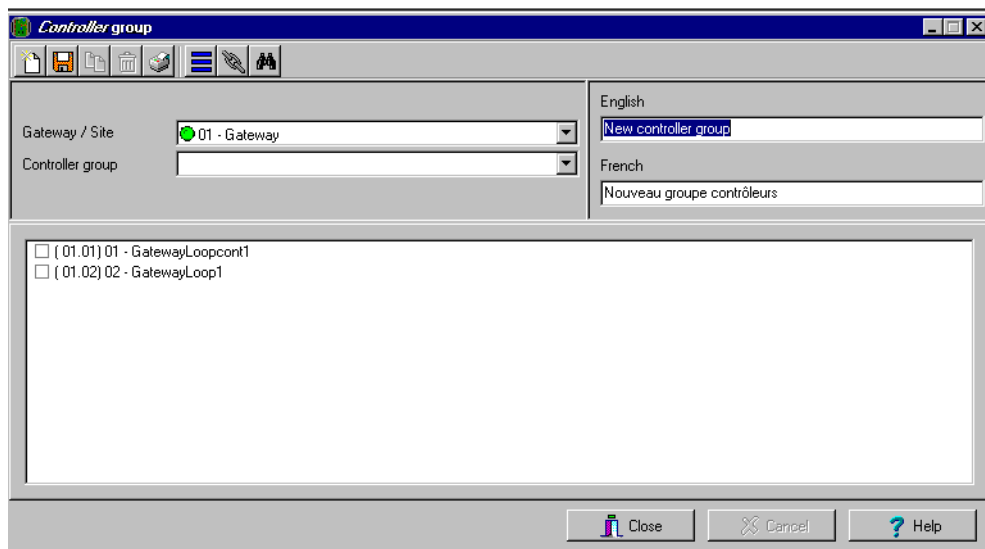 Controller group
English
Gateway / Site
01 - Gateway
New controller group
Controller group
French
Nouveau groupe contrôleurs
( 01.01) 01 - GatewayLoopcont1
( 01.02) 02 - GatewayLoop1
Close
Cancel
Help